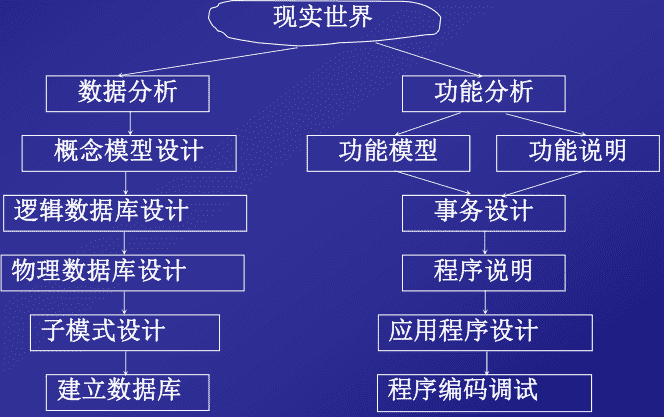 现实世界
数据分析
功能分析
概念模型设计
功能模型
功能说明
逻辑数据库设计
事务设计
物理数据库设计
程序说明
子模式设计
应用程序设计
建立数据库
程序编码调试